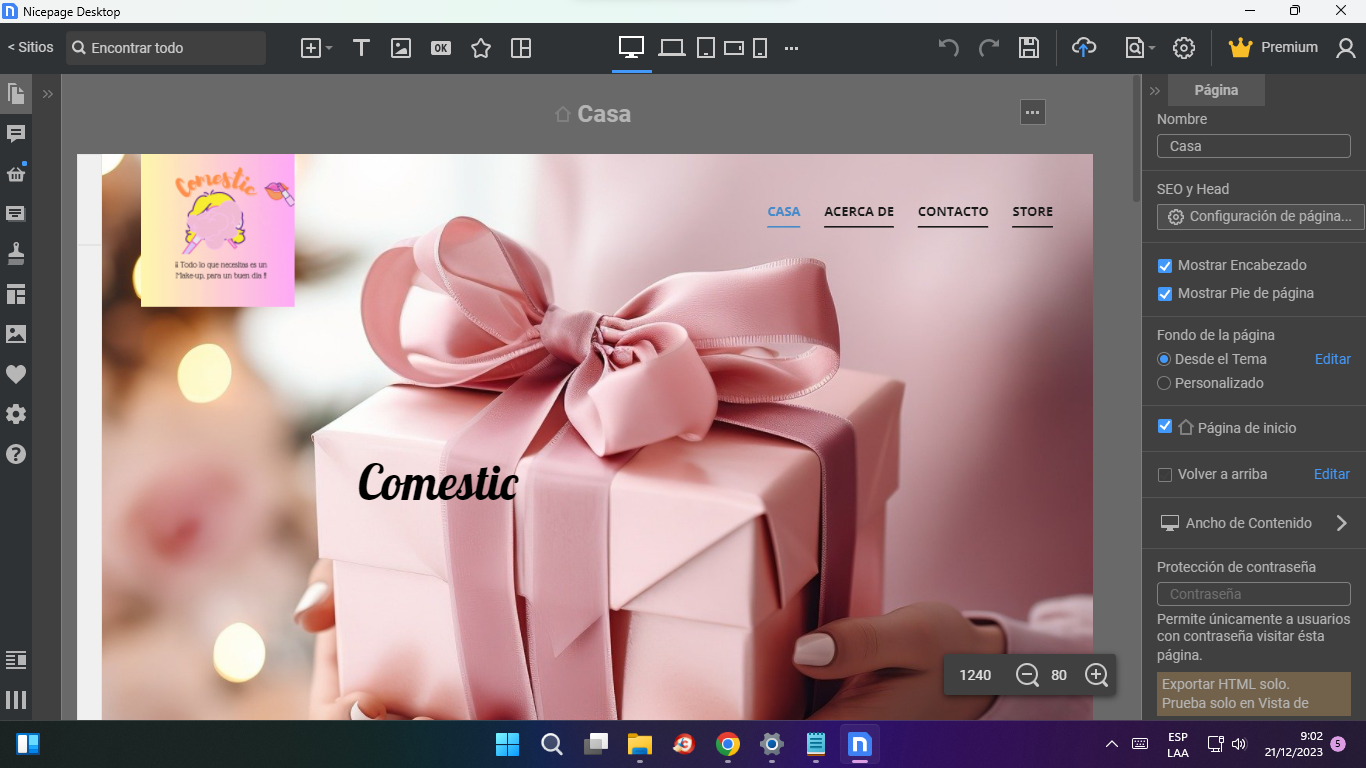 Nicepage Desktop
< Sitios
Encontrar todo
OK
Premium
Casa
Página
Nombre
Casa
SEO y Head
Configuración de página...
Mostrar Encabezado
Mostrar Pie de página
Fondo de la página
Desde el Tema
Editar
Personalizado
Página de inicio
Volver a arriba
Editar
Ancho de Contenido
Protección de contraseña
Contraseña
Permite únicamente a usuarios
con contraseña visitar ésta
página.
Exportar HTML solo.
Prueba solo en Vista de
Comestic
¡¡ Todo lo que necesitas es un
Make-up, para un buen día !!
CASA
ACERCA DE
CONTACTO
STORE
Comestic
1240
80
ESP
LAA
9:02
21/12/2023
5